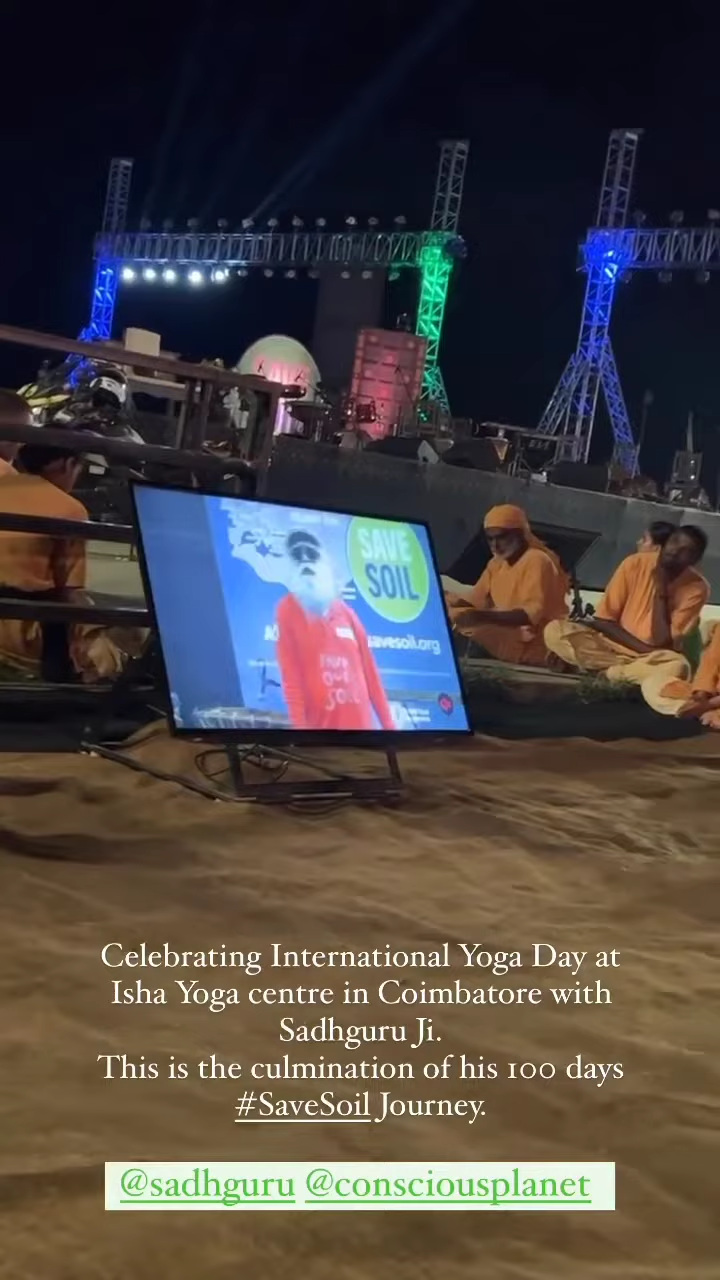 SAVE
SOIL
savesoil.org
Celebrating International Yoga Day at
Isha Yoga centre in Coimbatore with
Sadhguru Ji.
This is the culmination of his 100 days
#SaveSoil Journey.
@sadhguru @consciousplanet